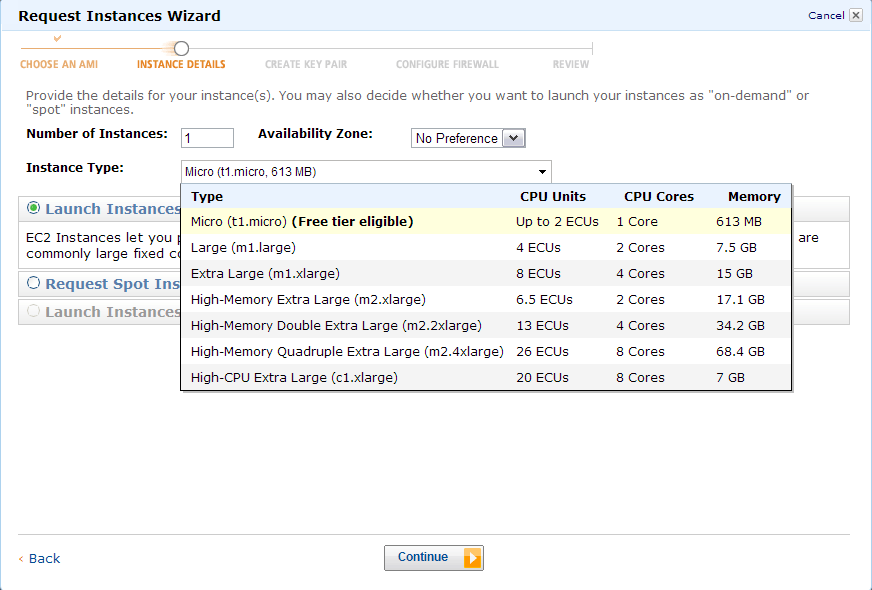 Request Instances Wizard
Cancel
CHOOSE AN AMI INSTANCE DETAILS CREATE KEY PAIR CONFIGURE FIREWALL REVIEW
Provide the details for your instance(s). You may also decide whether you want to launch your instances as "on-demand" or
"spot" instances.
Number of Instances: 1 Availability Zone: No Preference
Instance Type: Micro (t1.micro, 613 MB)
Type CPU Units CPU Cores Memory
Micro (t1.micro) (Free tier eligible) Up to 2 ECUs 1 Core 613 MB
Large (m1.large) 4 ECUs 2 Cores 7.5 GB
Extra Large (m1.xlarge) 8 ECUs 4 Cores 15 GB
High-Memory Extra Large (m2.xlarge) 6.5 ECUs 2 Cores 17.1 GB
High-Memory Double Extra Large (m2.2xlarge) 13 ECUs 4 Cores 34.2 GB
High-Memory Quadruple Extra Large (m2.4xlarge) 26 ECUs 8 Cores 68.4 GB
High-CPU Extra Large (c1.xlarge) 20 ECUs 8 Cores 7 GB
Launch Instances
EC2 Instances let you are
commonly large fixed
Request Spot
Launch Instances
< Back
Continue